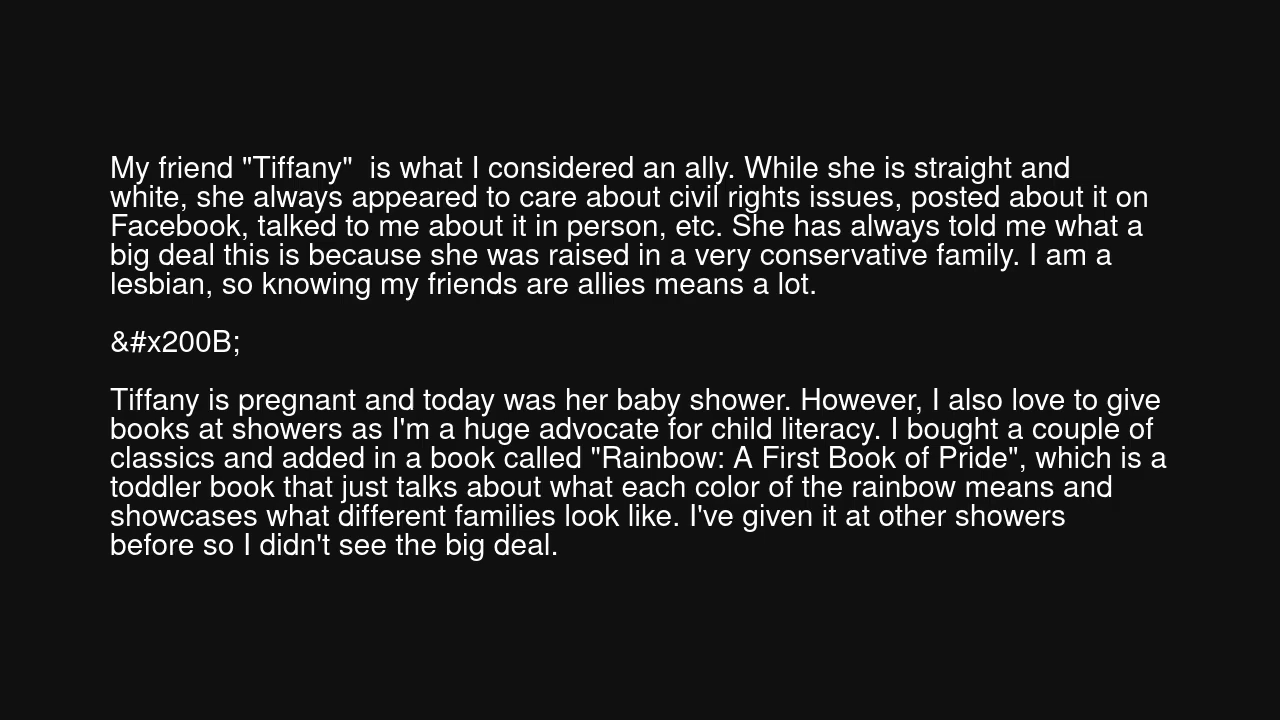 My friend "Tiffany"  is what I considered an ally. While she is straight and
white, she always appeared to care about civil rights issues, posted about it on
Facebook, talked to me about it in person, etc. She has always told me what a
big deal this is because she was raised in a very conservative family. I am a
lesbian, so knowing my friends are allies means a lot.
&#x200B;
Tiffany is pregnant and today was her baby shower. However, I also love to give
books at showers as I'm a huge advocate for child literacy. I bought a couple of
classics and added in a book called "Rainbow: A First Book of Pride", which is a
toddler book that just talks about what each color of the rainbow means and
showcases what different families look like. I've given it at other showers
before so I didn't see the big deal.